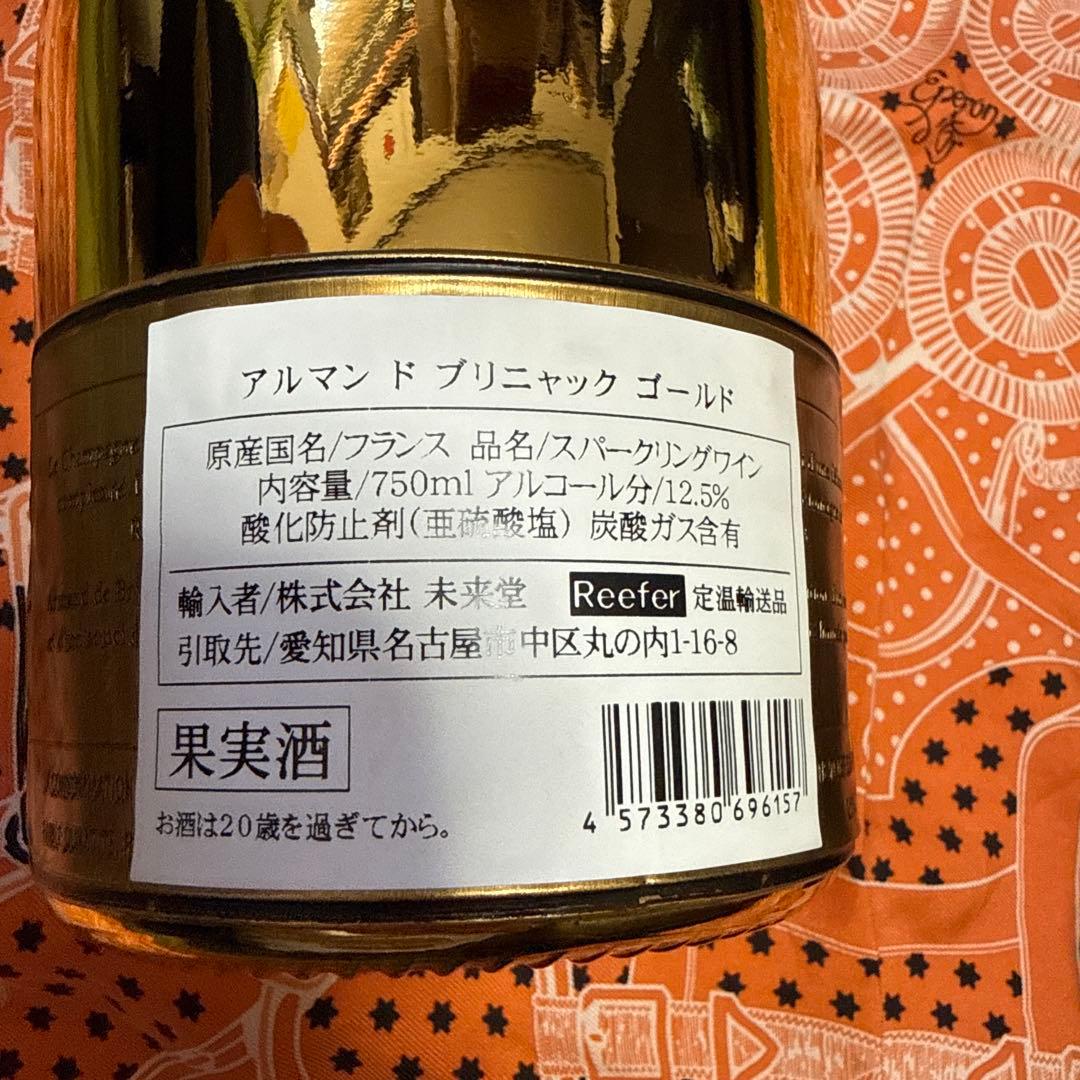 Eperon
アルマン ド ブリニャック ゴールド
原産国名/フランス 品名/スパークリングワイン
内容量/750ml アルコール分/12.5%
酸化防止剤(亜硫酸塩) 炭酸ガス含有
輸入者/株式会社 未来堂 Reefer 定温輸送品
引取先/愛知県名古屋市中区丸の内1-16-8
果実酒
お酒は20歳を過ぎてから。
4 573380 696157